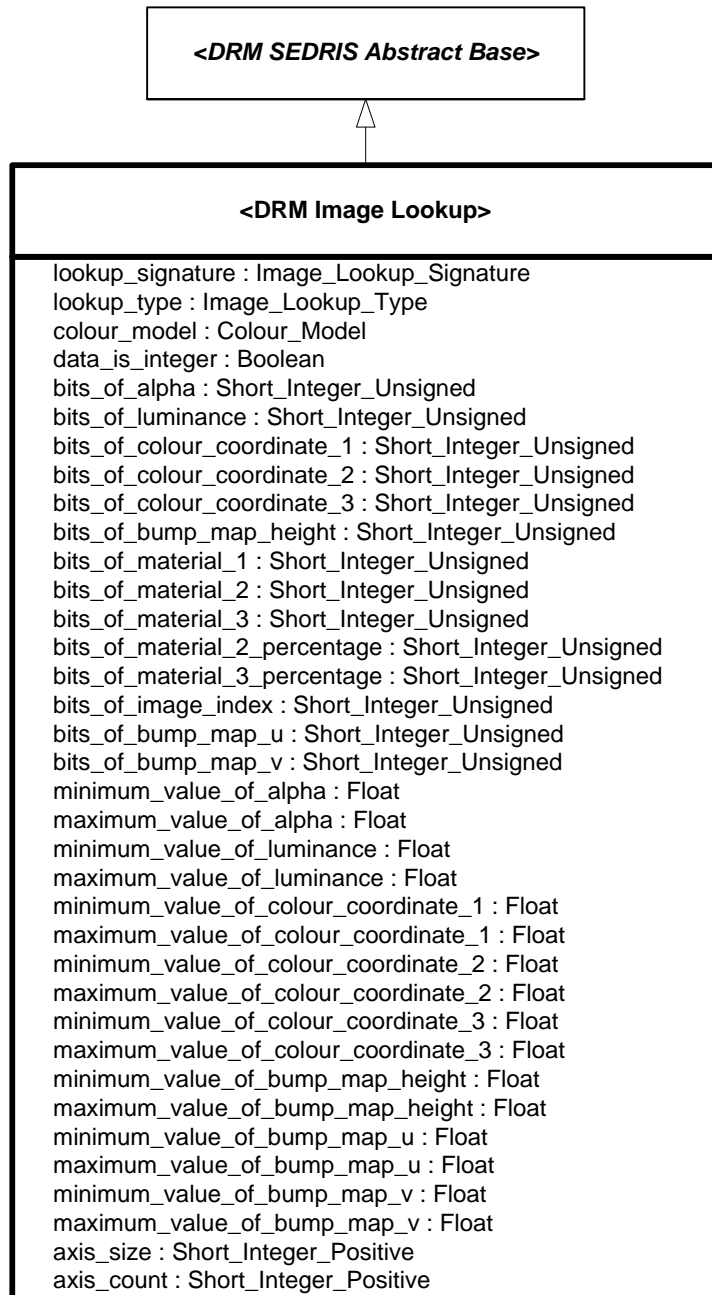 <DRM SEDRIS Abstract Base>
<DRM Image Lookup>
lookup_signature : Image_Lookup_Signature
lookup_type : Image_Lookup_Type
colour_model : Colour_Model
data_is_integer : Boolean
bits_of_alpha : Short_Integer_Unsigned
bits_of_luminance : Short_Integer_Unsigned
bits_of_colour_coordinate_1 : Short_Integer_Unsigned
bits_of_colour_coordinate_2 : Short_Integer_Unsigned
bits_of_colour_coordinate_3 : Short_Integer_Unsigned
bits_of_bump_map_height : Short_Integer_Unsigned
bits_of_material_1 : Short_Integer_Unsigned
bits_of_material_2 : Short_Integer_Unsigned
bits_of_material_3 : Short_Integer_Unsigned
bits_of_material_2_percentage : Short_Integer_Unsigned
bits_of_material_3_percentage : Short_Integer_Unsigned
bits_of_image_index : Short_Integer_Unsigned
bits_of_bump_map_u : Short_Integer_Unsigned
bits_of_bump_map_v : Short_Integer_Unsigned
minimum_value_of_alpha : Float
maximum_value_of_alpha : Float
minimum_value_of_luminance : Float
maximum_value_of_luminance : Float
minimum_value_of_colour_coordinate_1 : Float
maximum_value_of_colour_coordinate_1 : Float
minimum_value_of_colour_coordinate_2 : Float
maximum_value_of_colour_coordinate_2 : Float
minimum_value_of_colour_coordinate_3 : Float
maximum_value_of_colour_coordinate_3 : Float
minimum_value_of_bump_map_height : Float
maximum_value_of_bump_map_height : Float
minimum_value_of_bump_map_u : Float
maximum_value_of_bump_map_u : Float
minimum_value_of_bump_map_v : Float
maximum_value_of_bump_map_v : Float
axis_size : Short_Integer_Positive
axis_count : Short_Integer_Positive